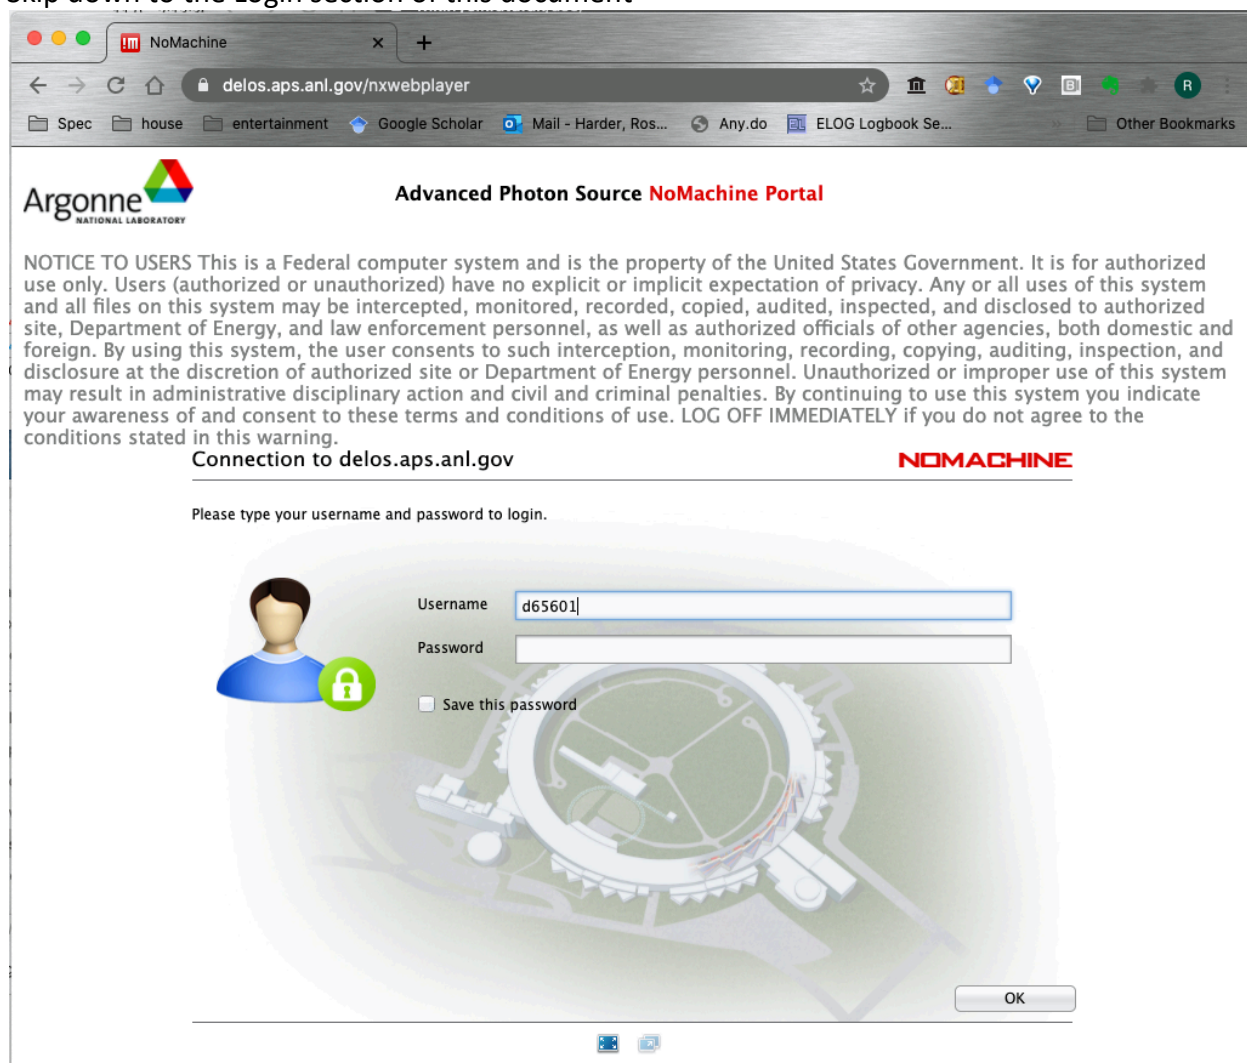 Skip down to the Login section of this document
NoMachine
delos.aps.anl.gov/nxwebplayer
R
Spec house entertainment Google Scholar Mail - Harder, Ros... Any.do ELOG Logbook Se... » Other Bookmarks
Argonne
NATIONAL LABORATORY
Advanced Photon Source NoMachine Portal
NOTICE TO USERS This is a Federal computer system and is the property of the United States Government. It is for authorized
use only. Users (authorized or unauthorized) have no explicit or implicit expectation of privacy. Any or all uses of this system
and all files on this system may be intercepted, monitored, recorded, copied, audited, inspected, and disclosed to authorized
site, Department of Energy, and law enforcement personnel, as well as authorized officials of other agencies, both domestic and
foreign. By using this system, the user consents to such interception, monitoring, recording, copying, auditing, inspection, and
disclosure at the discretion of authorized site or Department of Energy personnel. Unauthorized or improper use of this system
may result in administrative disciplinary action and civil and criminal penalties. By continuing to use this system you indicate
your awareness of and consent to these terms and conditions of use. LOG OFF IMMEDIATELY if you do not agree to the
conditions stated in this warning.
Connection to delos.aps.anl.gov
NOMACHINE
Please type your username and password to login.
Username d65601
Password
Save this password
OK